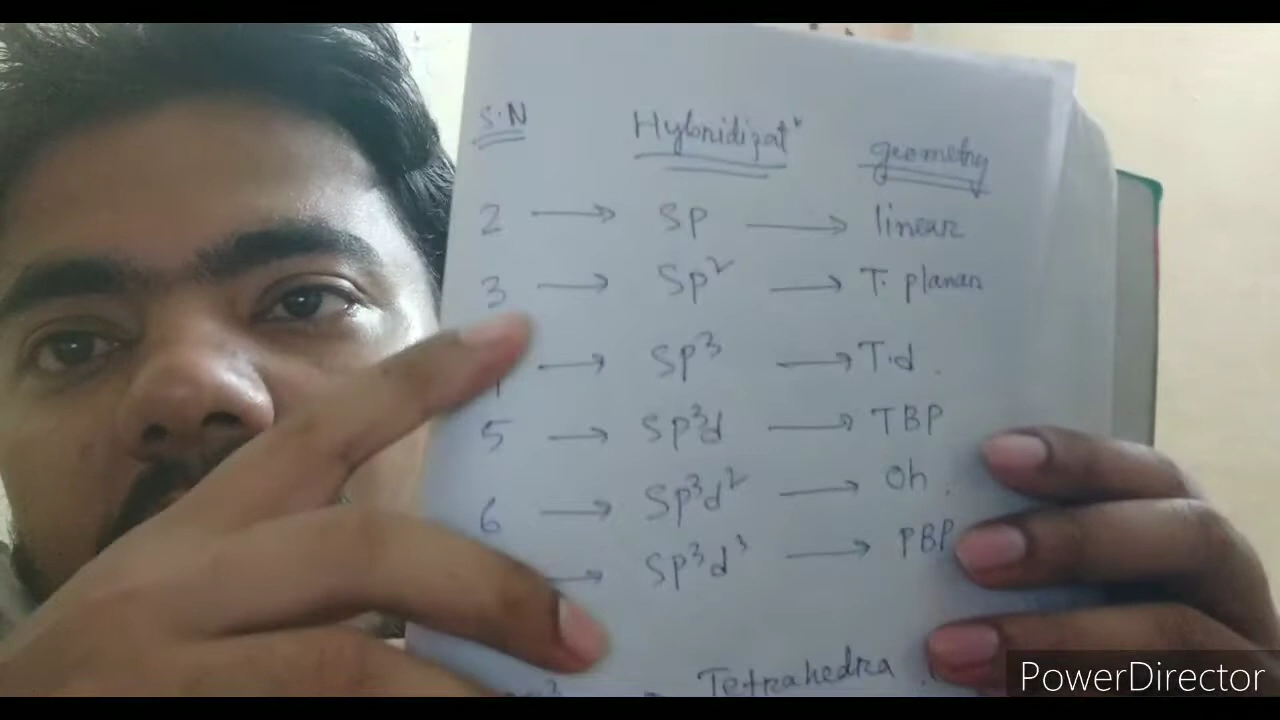 S.N Hybridizat" geometry
2 → Sp → linear
3 → Sp² → T. planar
→ Sp³ → T.d.
5 → Sp³d → TBP
6 → Sp³d² → Oh.
→ Sp³d³ → PBP
Tetrahedra
PowerDirector